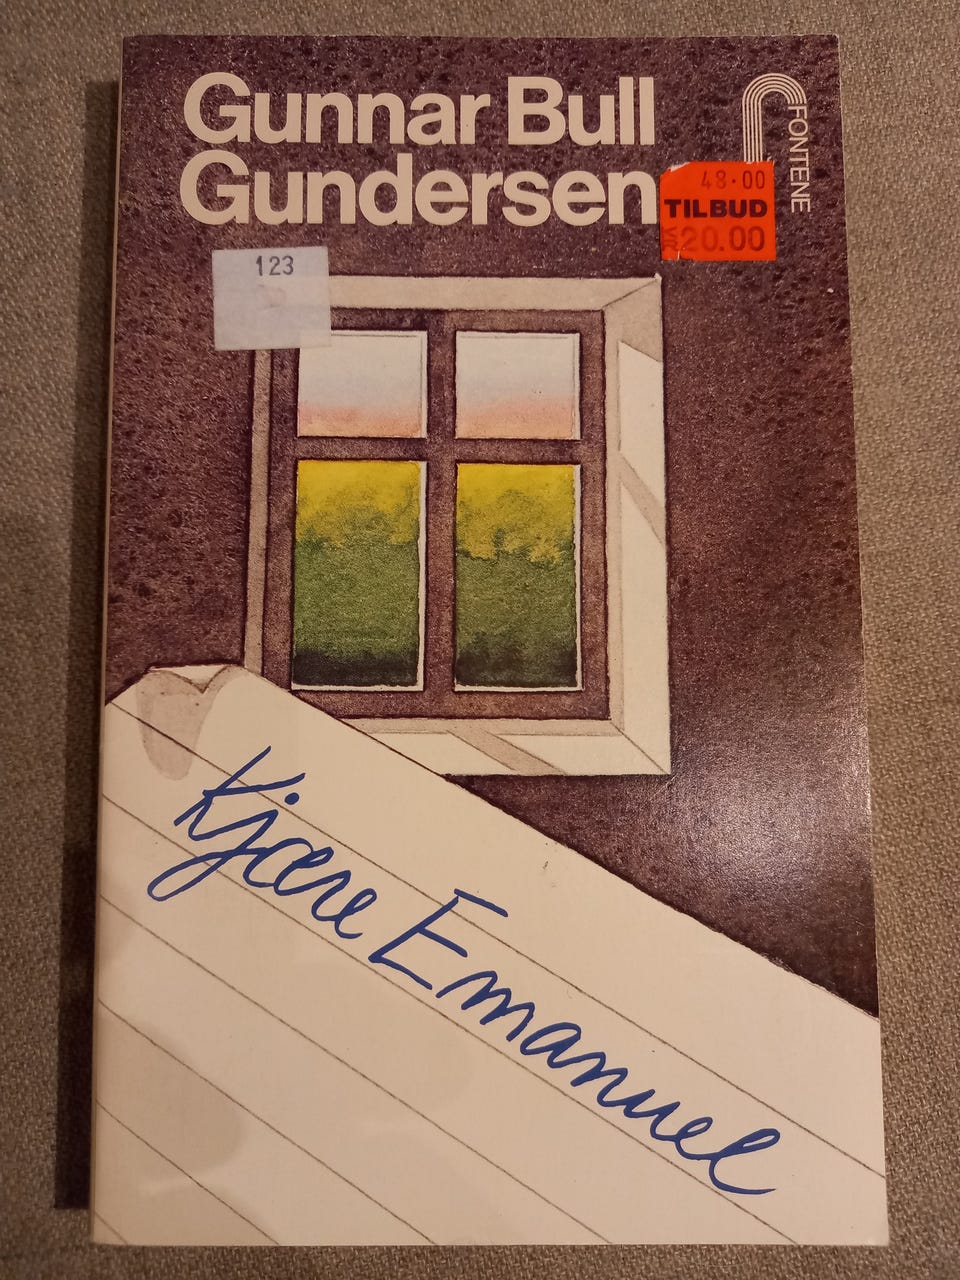 Gunnar Bull
Gundersen
FONTENE
48.00
TILBUD
20.00
123
Kjære Emanuel